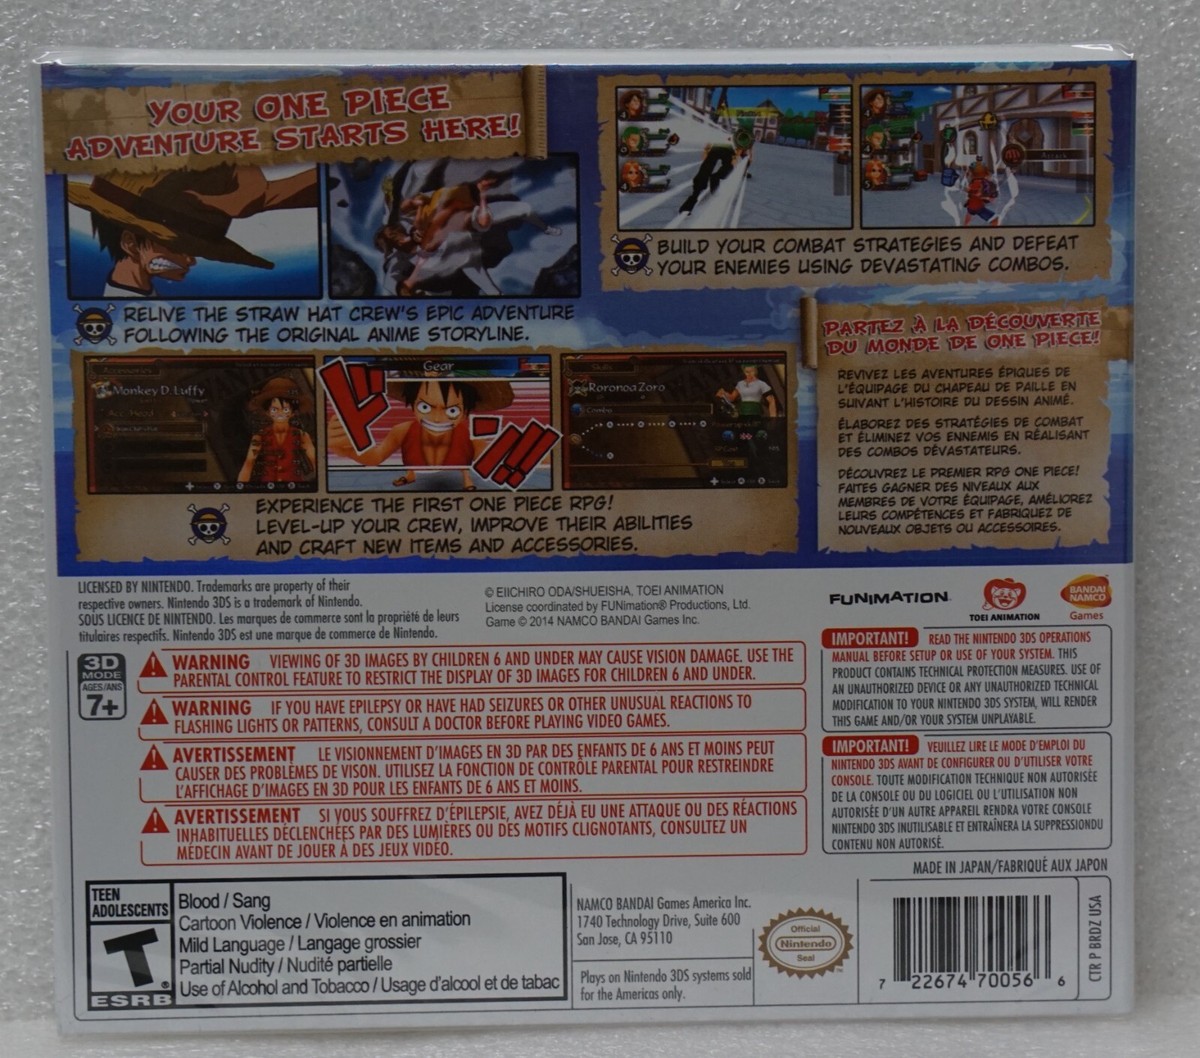 YOUR ONE PIECE
ADVENTURE STARTS HERE!
Attack
BUILD YOUR COMBAT STRATEGIES AND DEFEAT
YOUR ENEMIES USING DEVASTATING COMBOS.
RELIVE THE STRAW HAT CREW'S EPIC ADVENTURE
FOLLOWING THE ORIGINAL ANIME STORYLINE.
Accessories
Monkey D. Luffy
Gear
ドン!!!
Skills
Roronoa Zoro
Combo
EXPERIENCE THE FIRST ONE PIECE RPG!
LEVEL-UP YOUR CREW, IMPROVE THEIR ABILITIES
AND CRAFT NEW ITEMS AND ACCESSORIES.
PARTEZ À LA DÉCOUVERTE
DU MONDE DE ONE PIECE!
REVIVEZ LES AVENTURES ÉPIQUES DE
L'ÉQUIPAGE DU CHAPEAU DE PAILLE EN
SUIVANT L'HISTOIRE DU DESSIN ANIMÉ.
ÉLABOREZ DES STRATÉGIES DE COMBAT
ET ÉLIMINEZ VOS ENNEMIS EN RÉALISANT
DES COMBOS DÉVASTATEURS.
DÉCOUVREZ LE PREMIER RPG ONE PIECE!
FAITES GAGNER DES NIVEAUX AUX
MEMBRES DE VOTRE ÉQUIPAGE, AMÉLIOREZ
LEURS COMPÉTENCES ET FABRIQUEZ DE
NOUVEAUX OBJETS OU ACCESSOIRES.
LICENSED BY NINTENDO. Trademarks are property of their
respective owners. Nintendo 3DS is a trademark of Nintendo.
SOUS LICENCE DE NINTENDO. Les marques de commerce sont la propriété de leurs
titulaires respectifs. Nintendo 3DS est une marque de commerce de Nintendo.
© EIICHIRO ODA/SHUEISHA, TOEI ANIMATION
License coordinated by FUNimation® Productions, Ltd.
Game © 2014 NAMCO BANDAI Games Inc.
FUNIMATION
TOEI ANIMATION
BANDAI
NAMCO
Games
3D
MODE
AGES/ANS
7+
WARNING VIEWING OF 3D IMAGES BY CHILDREN 6 AND UNDER MAY CAUSE VISION DAMAGE. USE THE
PARENTAL CONTROL FEATURE TO RESTRICT THE DISPLAY OF 3D IMAGES FOR CHILDREN 6 AND UNDER.
WARNING IF YOU HAVE EPILEPSY OR HAVE HAD SEIZURES OR OTHER UNUSUAL REACTIONS TO
FLASHING LIGHTS OR PATTERNS, CONSULT A DOCTOR BEFORE PLAYING VIDEO GAMES.
AVERTISSEMENT LE VISIONNEMENT D'IMAGES EN 3D PAR DES ENFANTS DE 6 ANS ET MOINS PEUT
CAUSER DES PROBLÈMES DE VISON. UTILISEZ LA FONCTION DE CONTRÔLE PARENTAL POUR RESTREINDRE
L'AFFICHAGE D'IMAGES EN 3D POUR LES ENFANTS DE 6 ANS ET MOINS.
AVERTISSEMENT SI VOUS SOUFFREZ D'ÉPILEPSIE, AVEZ DÉJÀ EU UNE ATTAQUE OU DES RÉACTIONS
INHABITUELLES DÉCLENCHÉES PAR DES LUMIÈRES OU DES MOTIFS CLIGNOTANTS, CONSULTEZ UN
MÉDECIN AVANT DE JOUER À DES JEUX VIDÉO.
IMPORTANT! READ THE NINTENDO 3DS OPERATIONS
MANUAL BEFORE SETUP OR USE OF YOUR SYSTEM. THIS
PRODUCT CONTAINS TECHNICAL PROTECTION MEASURES. USE OF
AN UNAUTHORIZED DEVICE OR ANY UNAUTHORIZED TECHNICAL
MODIFICATION TO YOUR NINTENDO 3DS SYSTEM, WILL RENDER
THIS GAME AND/OR YOUR SYSTEM UNPLAYABLE.
IMPORTANT! VEUILLEZ LIRE LE MODE D'EMPLOI DU
NINTENDO 3DS AVANT DE CONFIGURER OU D'UTILISER VOTRE
CONSOLE. TOUTE MODIFICATION TECHNIQUE NON AUTORISÉE
DE LA CONSOLE OU DU LOGICIEL OU L'UTILISATION NON
AUTORISÉE D'UN AUTRE APPAREIL RENDRA VOTRE CONSOLE
NINTENDO 3DS INUTILISABLE ET ENTRAÎNERA LA SUPPRESSIONDU
CONTENU NON AUTORISÉ.
MADE IN JAPAN/FABRIQUÉ AUX JAPON
TEEN
ADOLESCENTS
T
ESRB
Blood / Sang
Cartoon Violence / Violence en animation
Mild Language / Langage grossier
Partial Nudity / Nudité partielle
Use of Alcohol and Tobacco / Usage d'alcool et de tabac
NAMCO BANDAI Games America Inc.
1740 Technology Drive, Suite 600
San Jose, CA 95110
Plays on Nintendo 3DS systems sold
for the Americas only.
Official
Nintendo
Seal
7 22674 70056 6
CTR P BRDZ USA